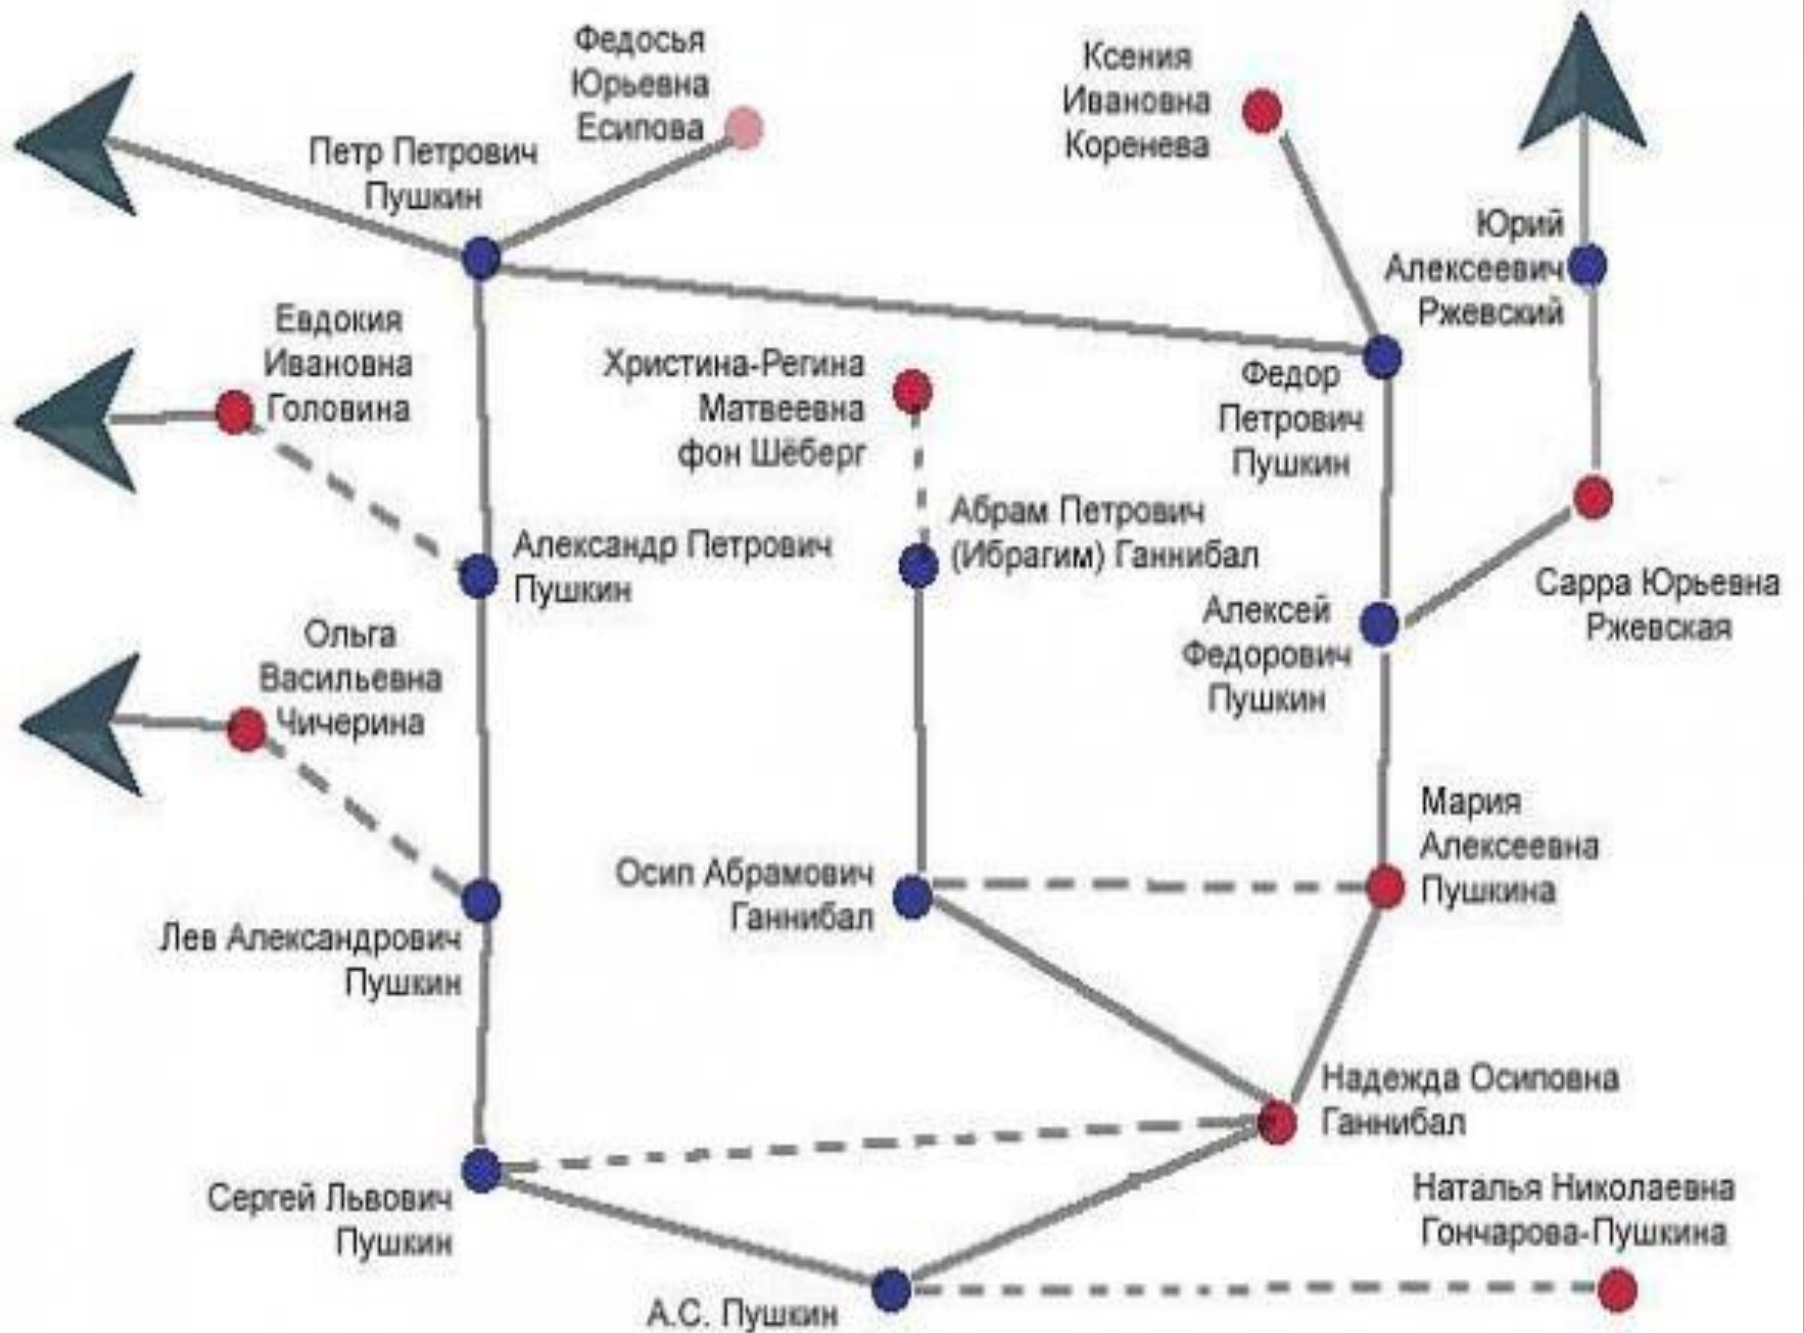 Федосья
Юрьевна
Есипова
Ксения
Ивановна
Коренева
Петр Петрович
Пушкин
Юрий
Алексеевич
Ржевский
Евдокия
Ивановна
Головина
Христина-Регина
Матвеевна
фон Шёберг
Федор
Петрович
Пушкин
Абрам Петрович
(Ибрагим) Ганнибал
Александр Петрович
Пушкин
Сарра Юрьевна
Ржевская
Алексей
Федорович
Пушкин
Ольга
Васильевна
Чичерина
Мария
Алексеевна
Пушкина
Осип Абрамович
Ганнибал
Лев Александрович
Пушкин
Надежда Осиповна
Ганнибал
Сергей Львович
Пушкин
Наталья Николаевна
Гончарова-Пушкина
А.С. Пушкин